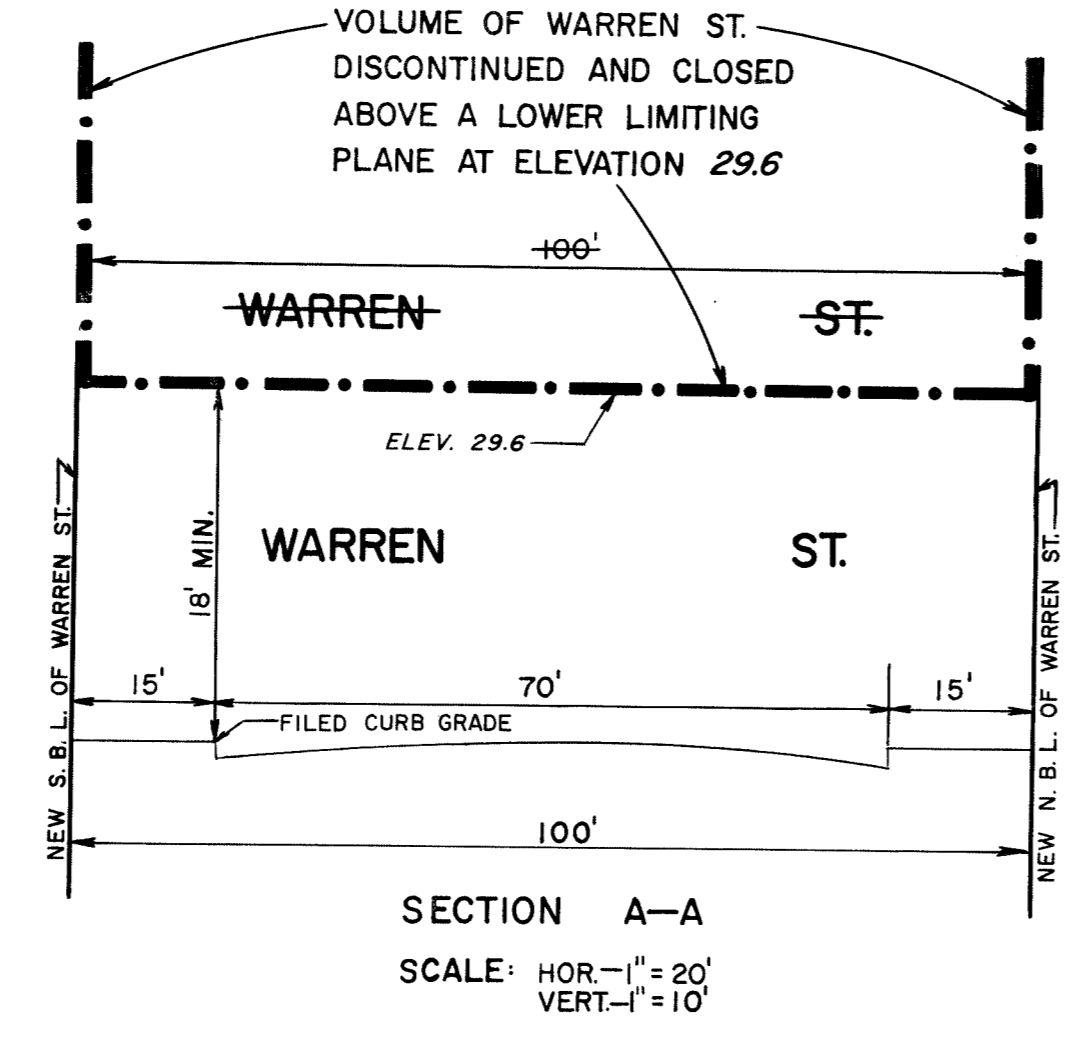 VOLUME OF WARREN ST.
DISCONTINUED AND CLOSED
ABOVE A LOWER LIMITING
PLANE AT ELEVATION 29.6
100'
WARREN ST.
ELEV. 29.6
NEW S. B. L. OF WARREN ST.
18' MIN.
WARREN ST.
NEW N. B. L. OF WARREN ST.
15'
70'
15'
FILED CURB GRADE
100'
SECTION A—A
SCALE: HOR.—1" = 20'
VERT.—1" = 10'